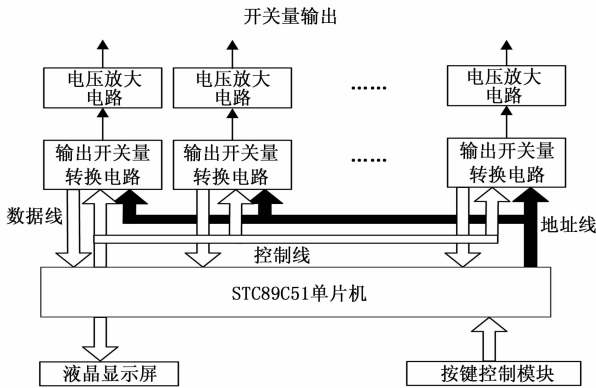 开关量输出
电压放大
电路
电压放大
电路
……
电压放大
电路
输出开关量
转换电路
输出开关量
转换电路
……
输出开关量
转换电路
数据线
地址线
控制线
STC89C51单片机
液晶显示屏
按键控制模块